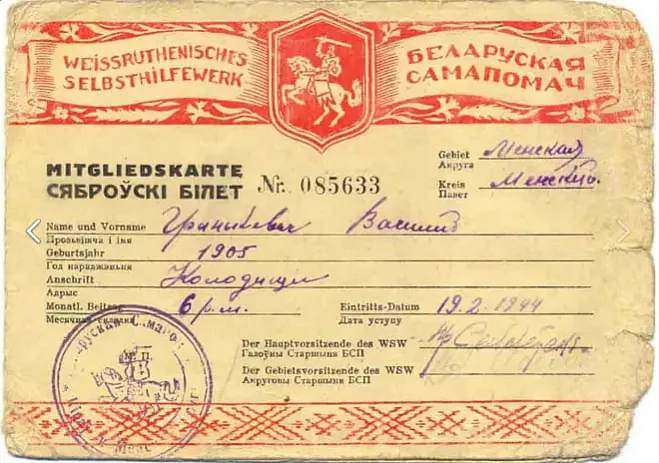 WEISSRUTHENISCHES
SELBSTHILFEWERK
БЕЛАРУСКАЯ
САМАПОМАЧ
MITGLIEDSKARTE
СЯБРОЎСКІ БІЛЕТ
Nr. 085633
Gebiet Менская
Акруга
Kreis Менскі
Павет
Name und Vorname Грынькевіч Василий
Прозьвішча і імя
Geburtsjahr 1905
Год нараджэньня
Anschrift Колодищи
Адрыс
Monatl. Beitrag 6 р.м.
Месячная складка
Eintritts-Datum 19.2.1944
Дата уступу
Der Hauptvorsitzende des WSW
Галоўны Старшыня БСП
Der Gebietsvorsitzende des WSW
Акруговы Старшыня БСП